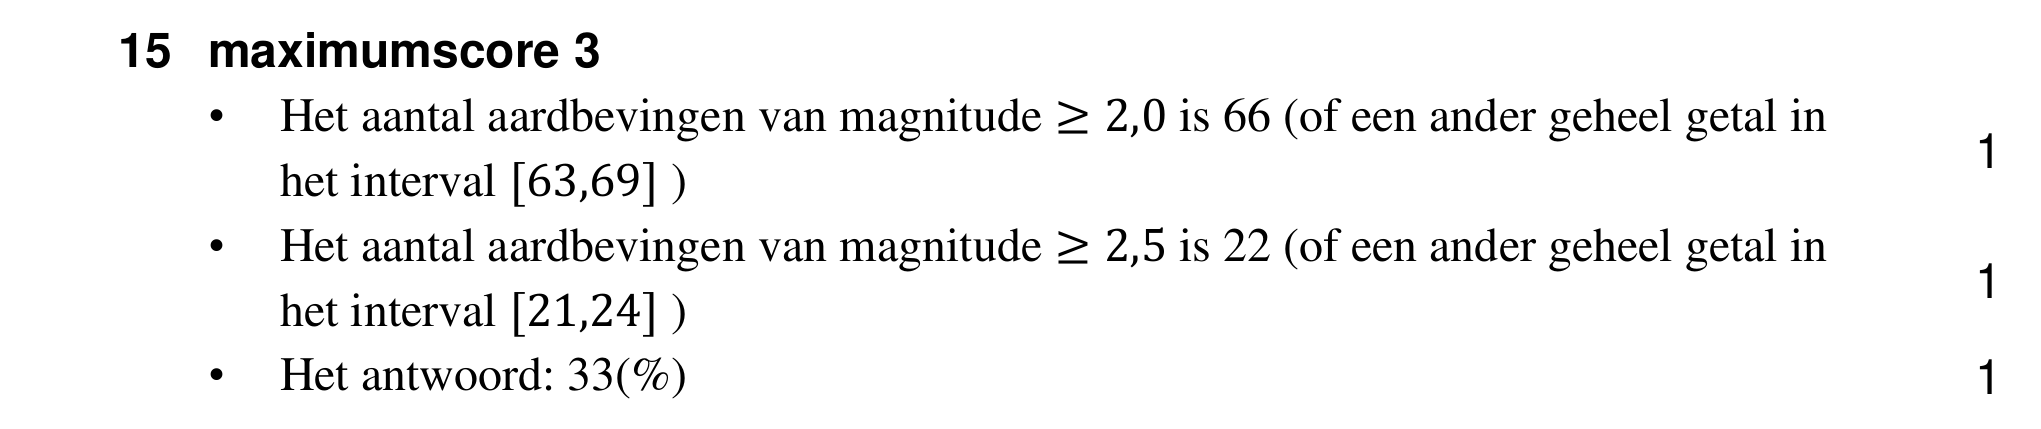 15 maximumscore 3
• Het aantal aardbevingen van magnitude ≥ 2,0 is 66 (of een ander geheel getal in
het interval [63,69] ) 1
• Het aantal aardbevingen van magnitude ≥ 2,5 is 22 (of een ander geheel getal in
het interval [21,24] ) 1
• Het antwoord: 33(%) 1